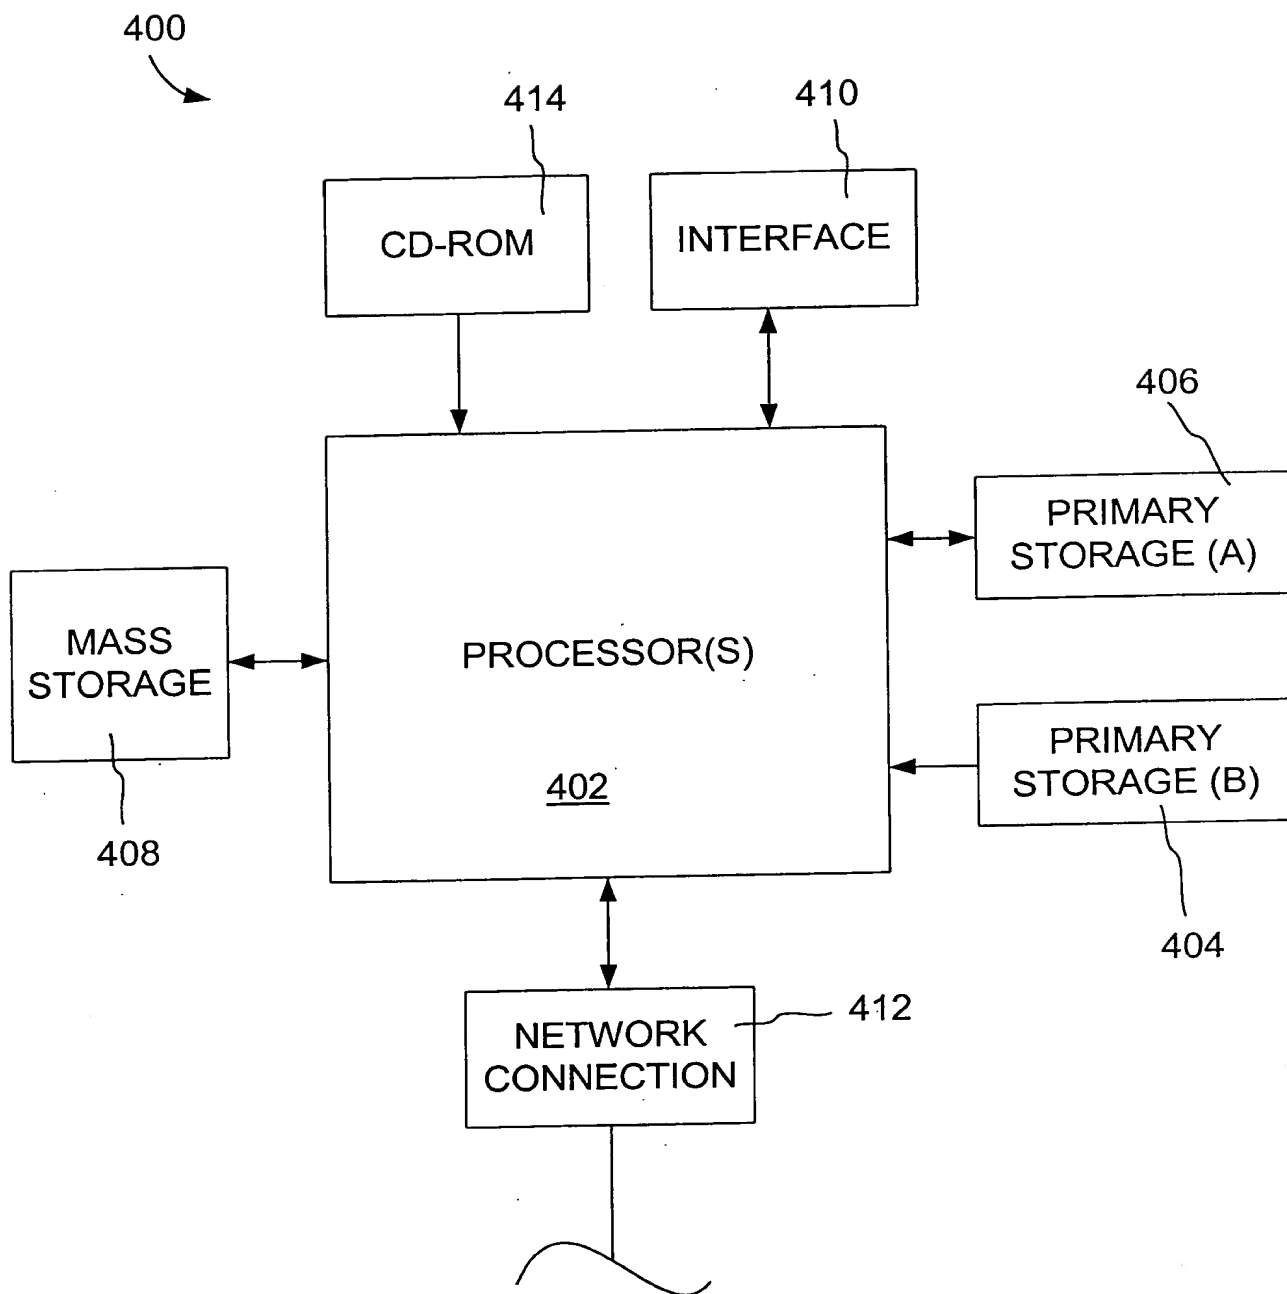 400
414
410
CD-ROM
INTERFACE
406
PRIMARY
STORAGE (A)
MASS
STORAGE
PROCESSOR(S)
PRIMARY
STORAGE (B)
402
408
404
412
NETWORK
CONNECTION